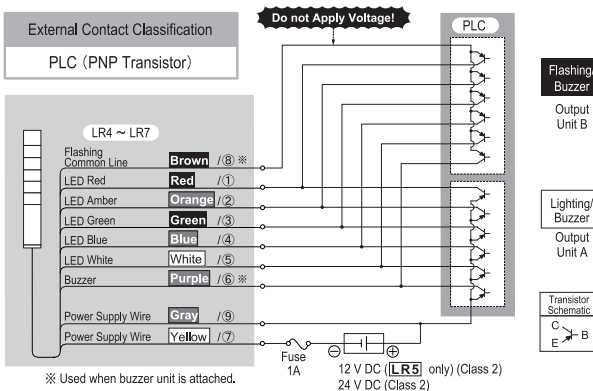 External Contact Classification
PLC (PNP Transistor)
Do not Apply Voltage!
PLC
LR4 ~ LR7
Flashing
Common Line
Brown /⑧ ※
LED Red
Red /①
LED Amber
Orange /②
LED Green
Green /③
LED Blue
Blue /④
LED White
White /⑤
Buzzer
Purple /⑥ ※
Power Supply Wire
Gray /⑨
Power Supply Wire
Yellow /⑦
※ Used when buzzer unit is attached.
Fuse
1A
⊖ ⊕
12 V DC (LR5 only) (Class 2)
24 V DC (Class 2)
Flashing/
Buzzer
Output
Unit B
Lighting/
Buzzer
Output
Unit A
Transistor
Schematic
C
B
E